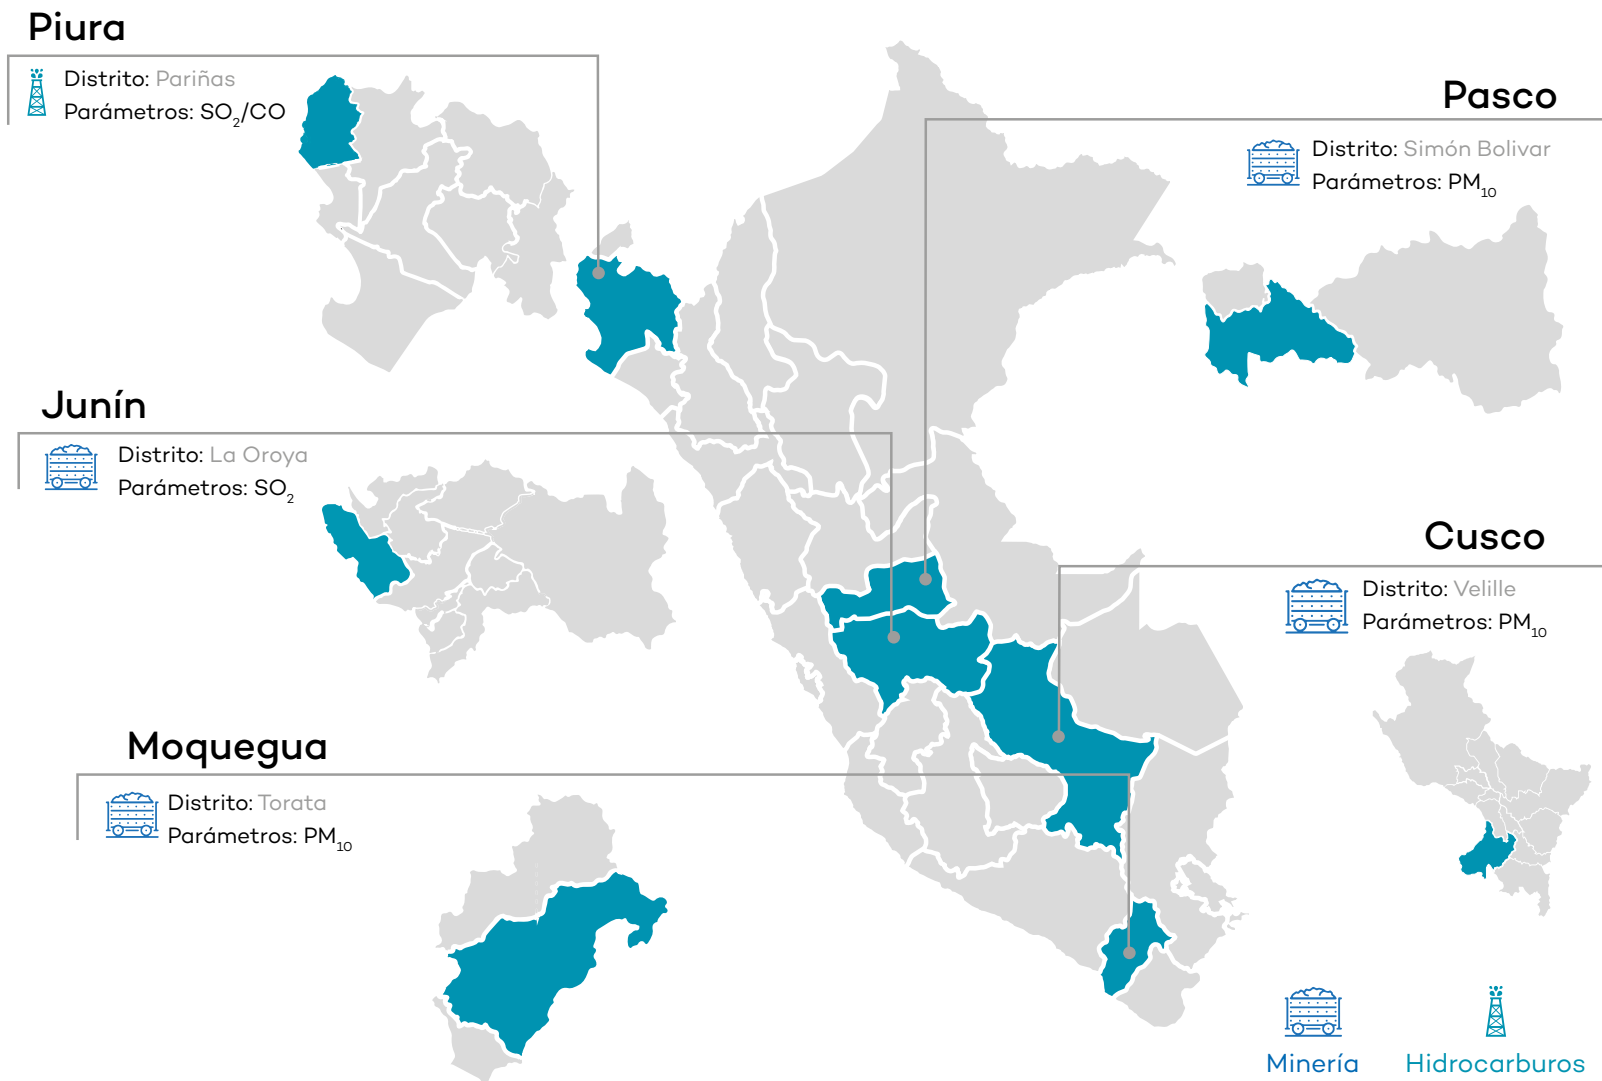 Piura
Distrito: Pariñas
Parámetros: SO₂/CO
Pasco
Distrito: Simón Bolivar
Parámetros: PM₁₀
Junín
Distrito: La Oroya
Parámetros: SO₂
Cusco
Distrito: Velille
Parámetros: PM₁₀
Moquegua
Distrito: Torata
Parámetros: PM₁₀
Minería
Hidrocarburos